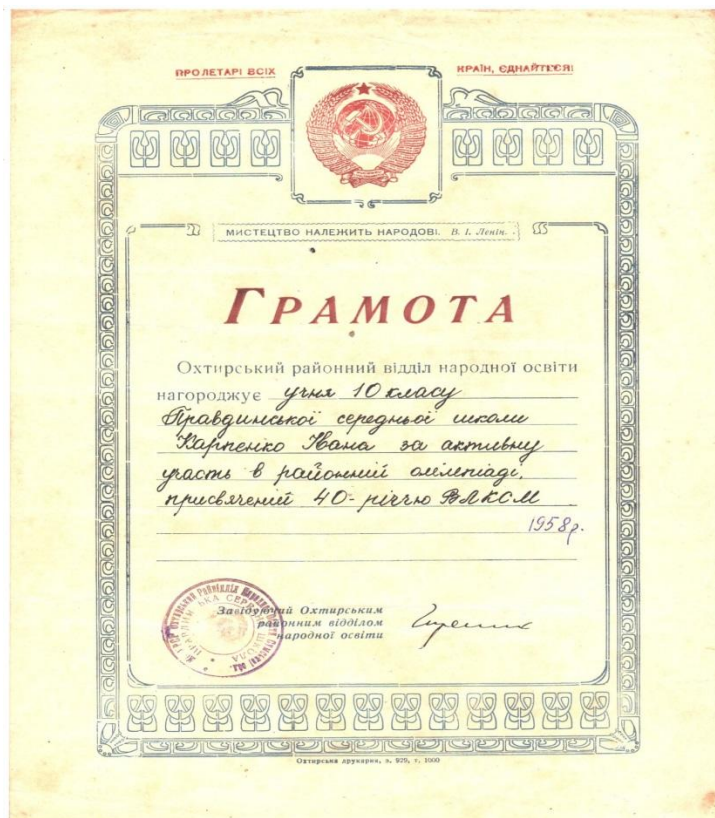 ПРОЛЕТАРІ ВСІХ КРАЇН, ЄДНАЙТЕСЯ!
МИСТЕЦТВО НАЛЕЖИТЬ НАРОДОВІ. В. І. Ленін.
ГРАМОТА
Охтирський районний відділ народної освіти
нагороджує учня 10 класу
Правдинської середньої школи
Карпенко Івана за активну
участь в районній олімпіаді,
присвяченій 40-річчю ВЛКСМ
1958р.
Завідуючий Охтирським
районним відділом
народної освіти
Охтирська друкарня, з. 929, т. 1000